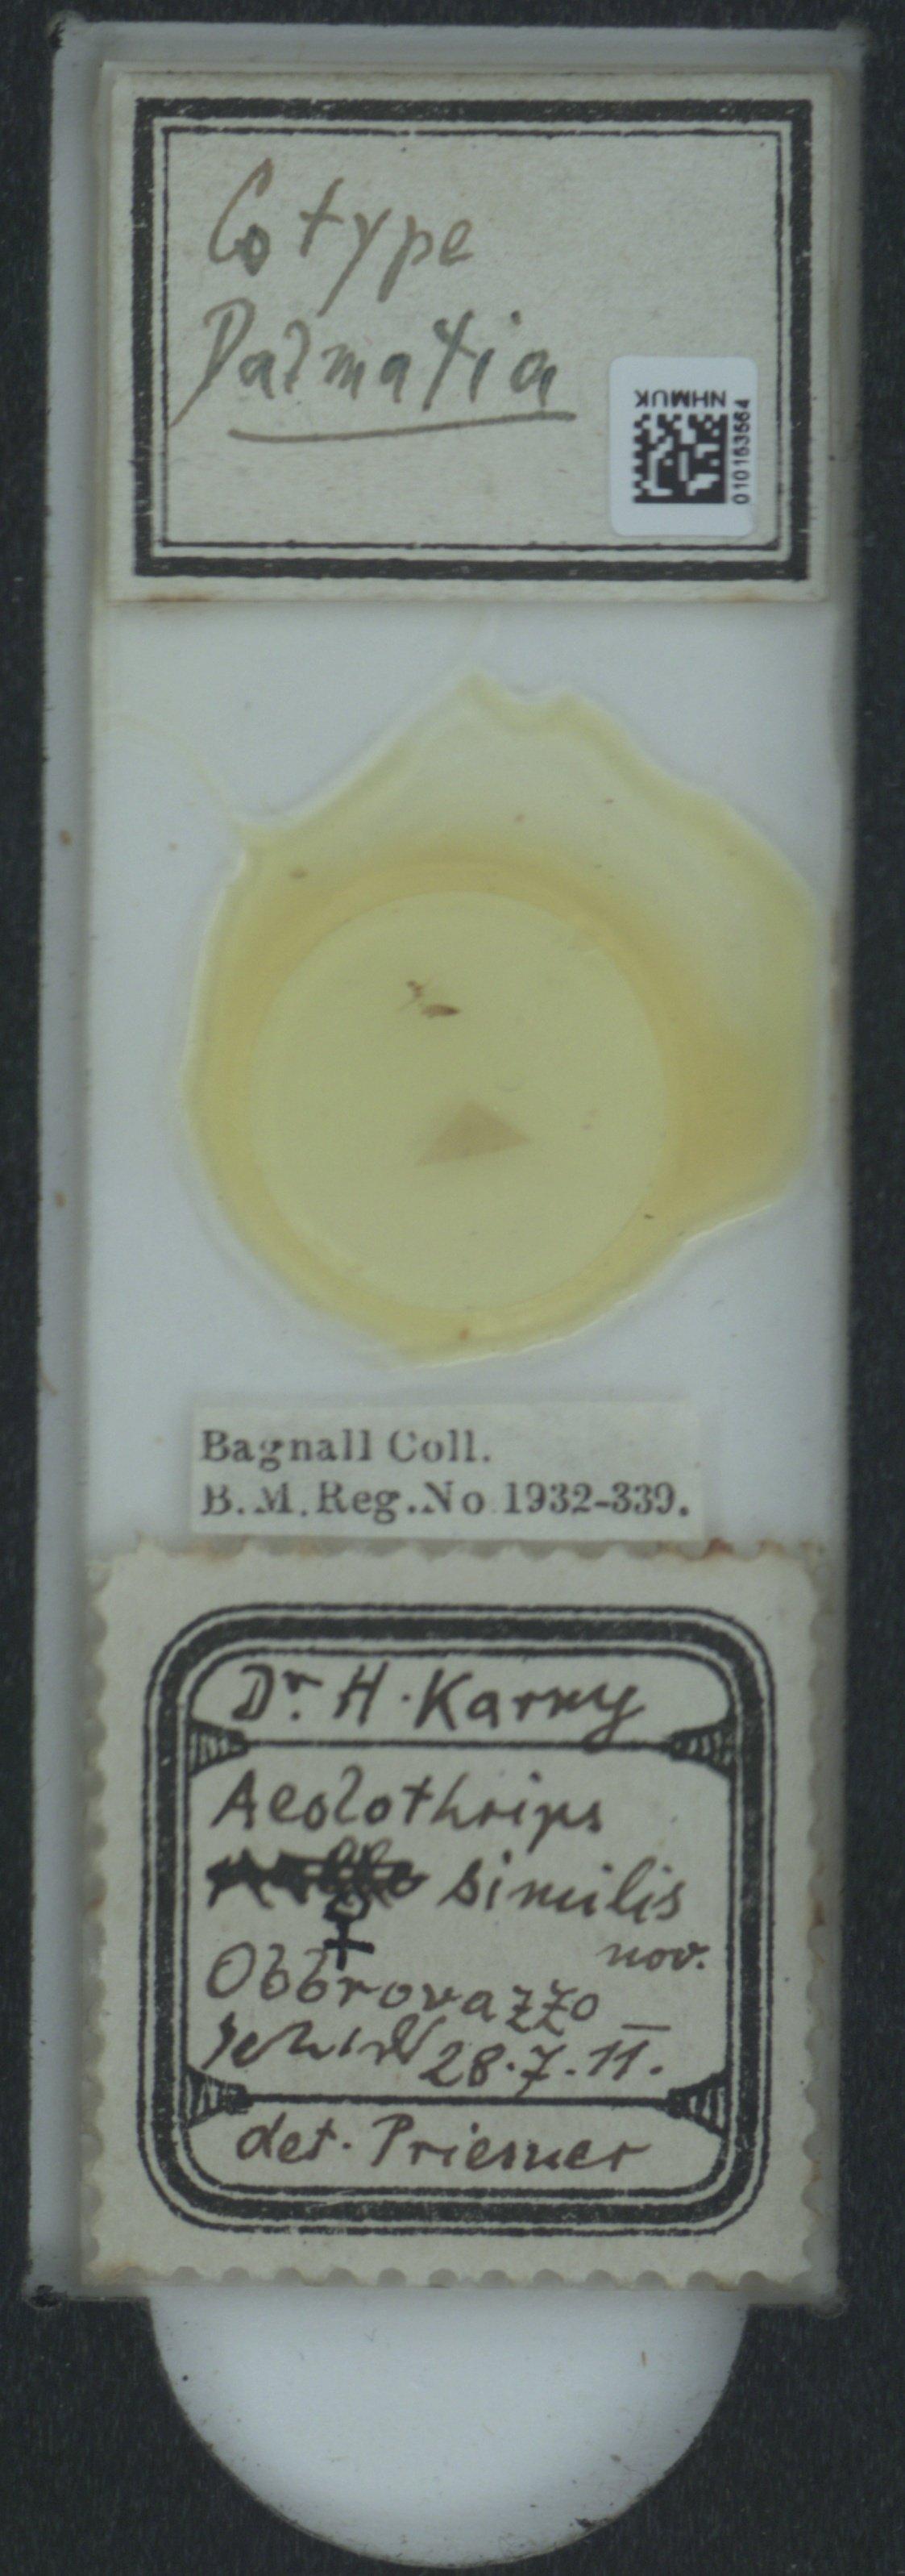 Cotype
Dalmatia
NHMUK
010163564
Bagnall Coll.
B.M.Reg.No 1932-339.
Dr. H. Karny
Aeolothrips
similis
♀ nov.
Obbrovazzo
28.7.11.
det. Priesner